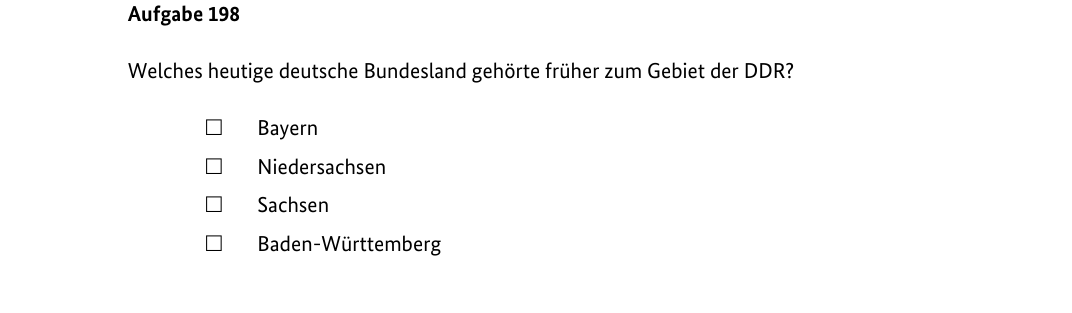 Aufgabe 198
Welches heutige deutsche Bundesland gehörte früher zum Gebiet der DDR?
☐ Bayern
☐ Niedersachsen
☐ Sachsen
☐ Baden-Württemberg